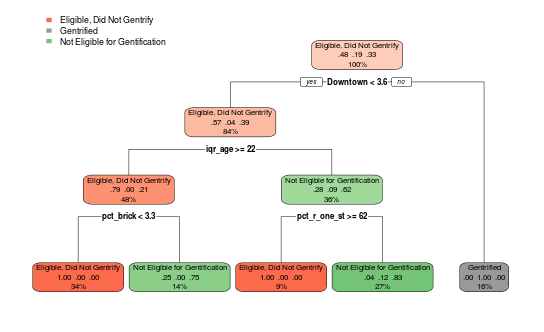 Eligible, Did Not Gentrify
Gentrified
Not Eligible for Gentification
Eligible, Did Not Gentrify
.48 .19 .33
100%
yes Downtown < 3.6 no
Eligible, Did Not Gentrify
.57 .04 .39
84%
iqr_age >= 22
Eligible, Did Not Gentrify
.79 .00 .21
48%
Not Eligible for Gentification
.28 .09 .62
36%
pct_brick < 3.3
pct_r_one_st >= 62
Eligible, Did Not Gentrify
1.00 .00 .00
34%
Not Eligible for Gentification
.25 .00 .75
14%
Eligible, Did Not Gentrify
1.00 .00 .00
9%
Not Eligible for Gentification
.04 .12 .83
27%
Gentrified
.00 1.00 .00
16%